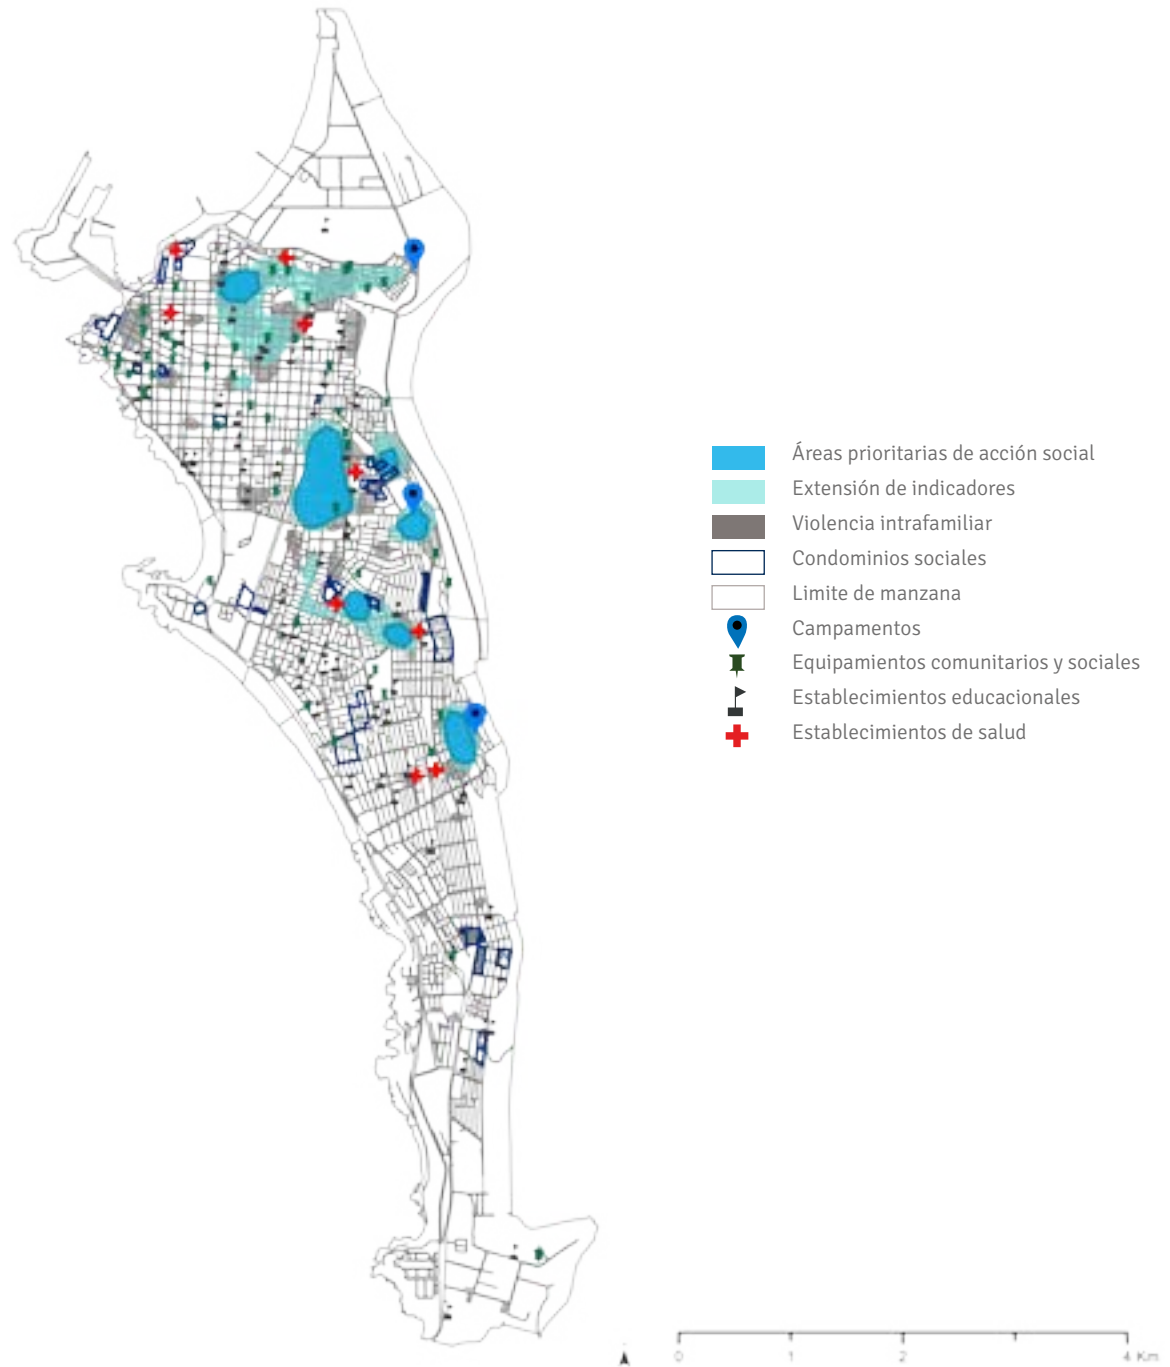 Áreas prioritarias de acción social
Extensión de indicadores
Violencia intrafamiliar
Condominios sociales
Limite de manzana
Campamentos
Equipamientos comunitarios y sociales
Establecimientos educacionales
Establecimientos de salud
0 1 2 4 Km